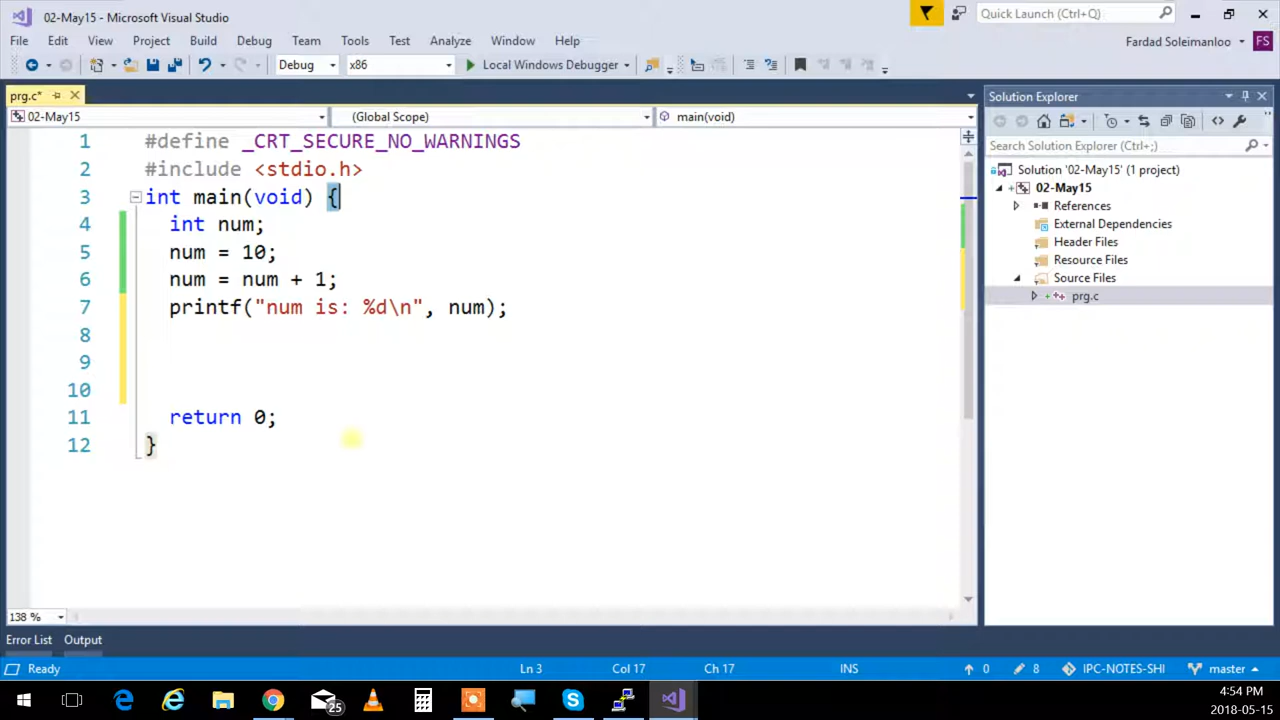 02-May15 - Microsoft Visual Studio
Quick Launch (Ctrl+Q)
File Edit View Project Build Debug Team Tools Test Analyze Window Help
Fardad Soleimanloo FS
Debug x86 Local Windows Debugger
prg.c*
02-May15 (Global Scope) main(void)
1 #define _CRT_SECURE_NO_WARNINGS
2 #include <stdio.h>
3 int main(void) {
4 int num;
5 num = 10;
6 num = num + 1;
7 printf("num is: %d\n", num);
8
9
10
11 return 0;
12 }
138 %
Solution Explorer
Search Solution Explorer (Ctrl+;)
Solution '02-May15' (1 project)
02-May15
References
External Dependencies
Header Files
Resource Files
Source Files
prg.c
Error List Output
Ready Ln 3 Col 17 Ch 17 INS 0 8 IPC-NOTES-SHI master
25
4:54 PM
2018-05-15